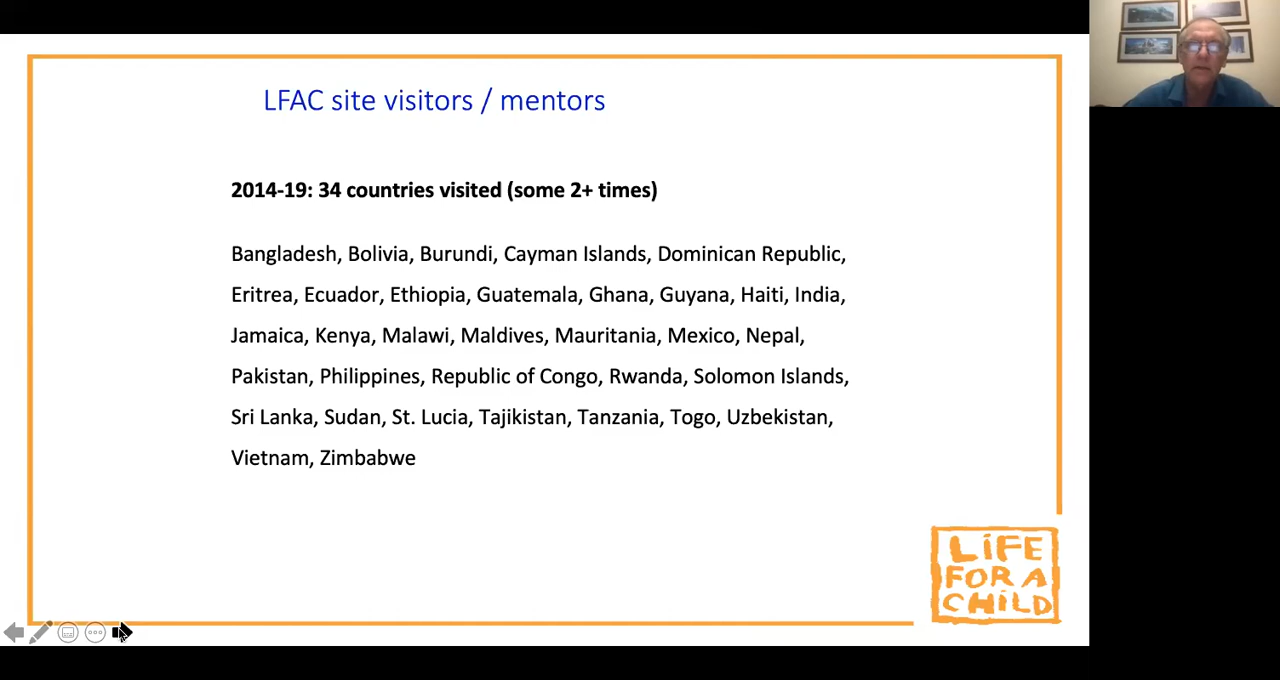 LFAC site visitors / mentors
2014-19: 34 countries visited (some 2+ times)
Bangladesh, Bolivia, Burundi, Cayman Islands, Dominican Republic,
Eritrea, Ecuador, Ethiopia, Guatemala, Ghana, Guyana, Haiti, India,
Jamaica, Kenya, Malawi, Maldives, Mauritania, Mexico, Nepal,
Pakistan, Philippines, Republic of Congo, Rwanda, Solomon Islands,
Sri Lanka, Sudan, St. Lucia, Tajikistan, Tanzania, Togo, Uzbekistan,
Vietnam, Zimbabwe
LiFE
FOR A
CHiLD